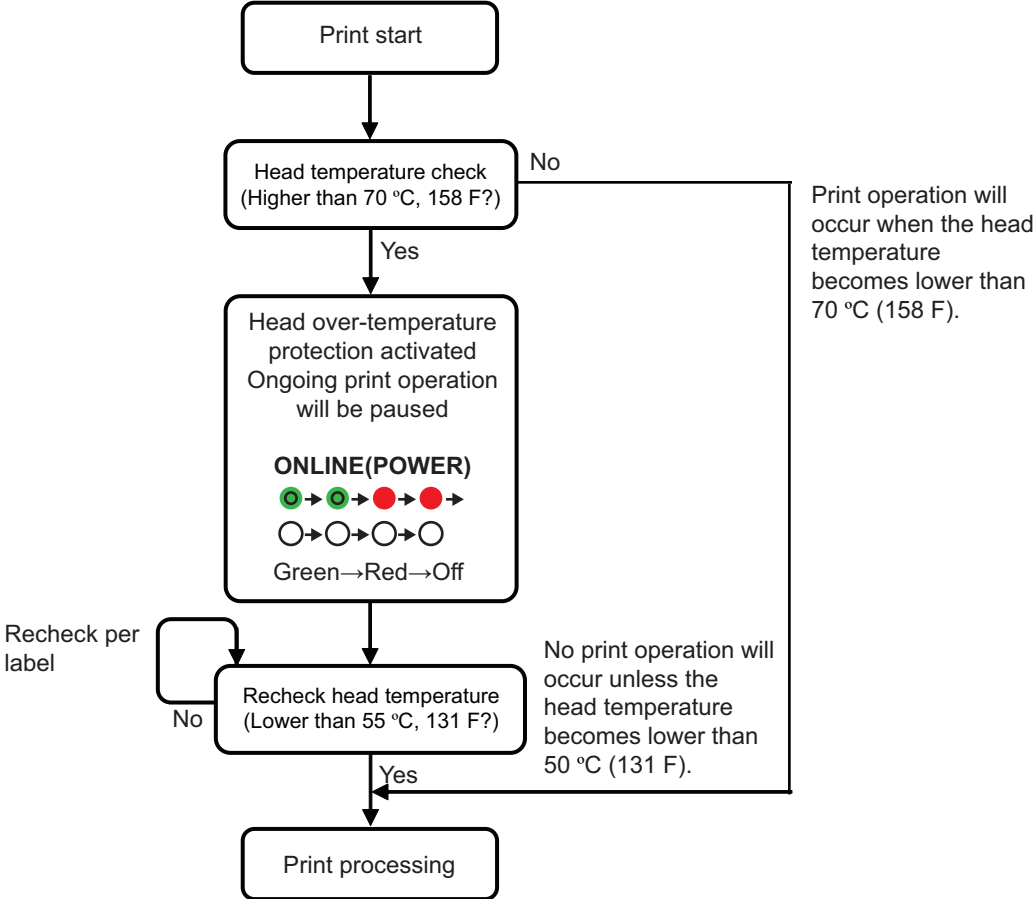 Print start
Head temperature check
(Higher than 70 ºC, 158 F?)
No
Print operation will
occur when the head
temperature
becomes lower than
70 ºC (158 F).
Yes
Head over-temperature
protection activated
Ongoing print operation
will be paused
ONLINE(POWER)
Green→Red→Off
Recheck per
label
No
Recheck head temperature
(Lower than 55 ºC, 131 F?)
No print operation will
occur unless the
head temperature
becomes lower than
50 ºC (131 F).
Yes
Print processing